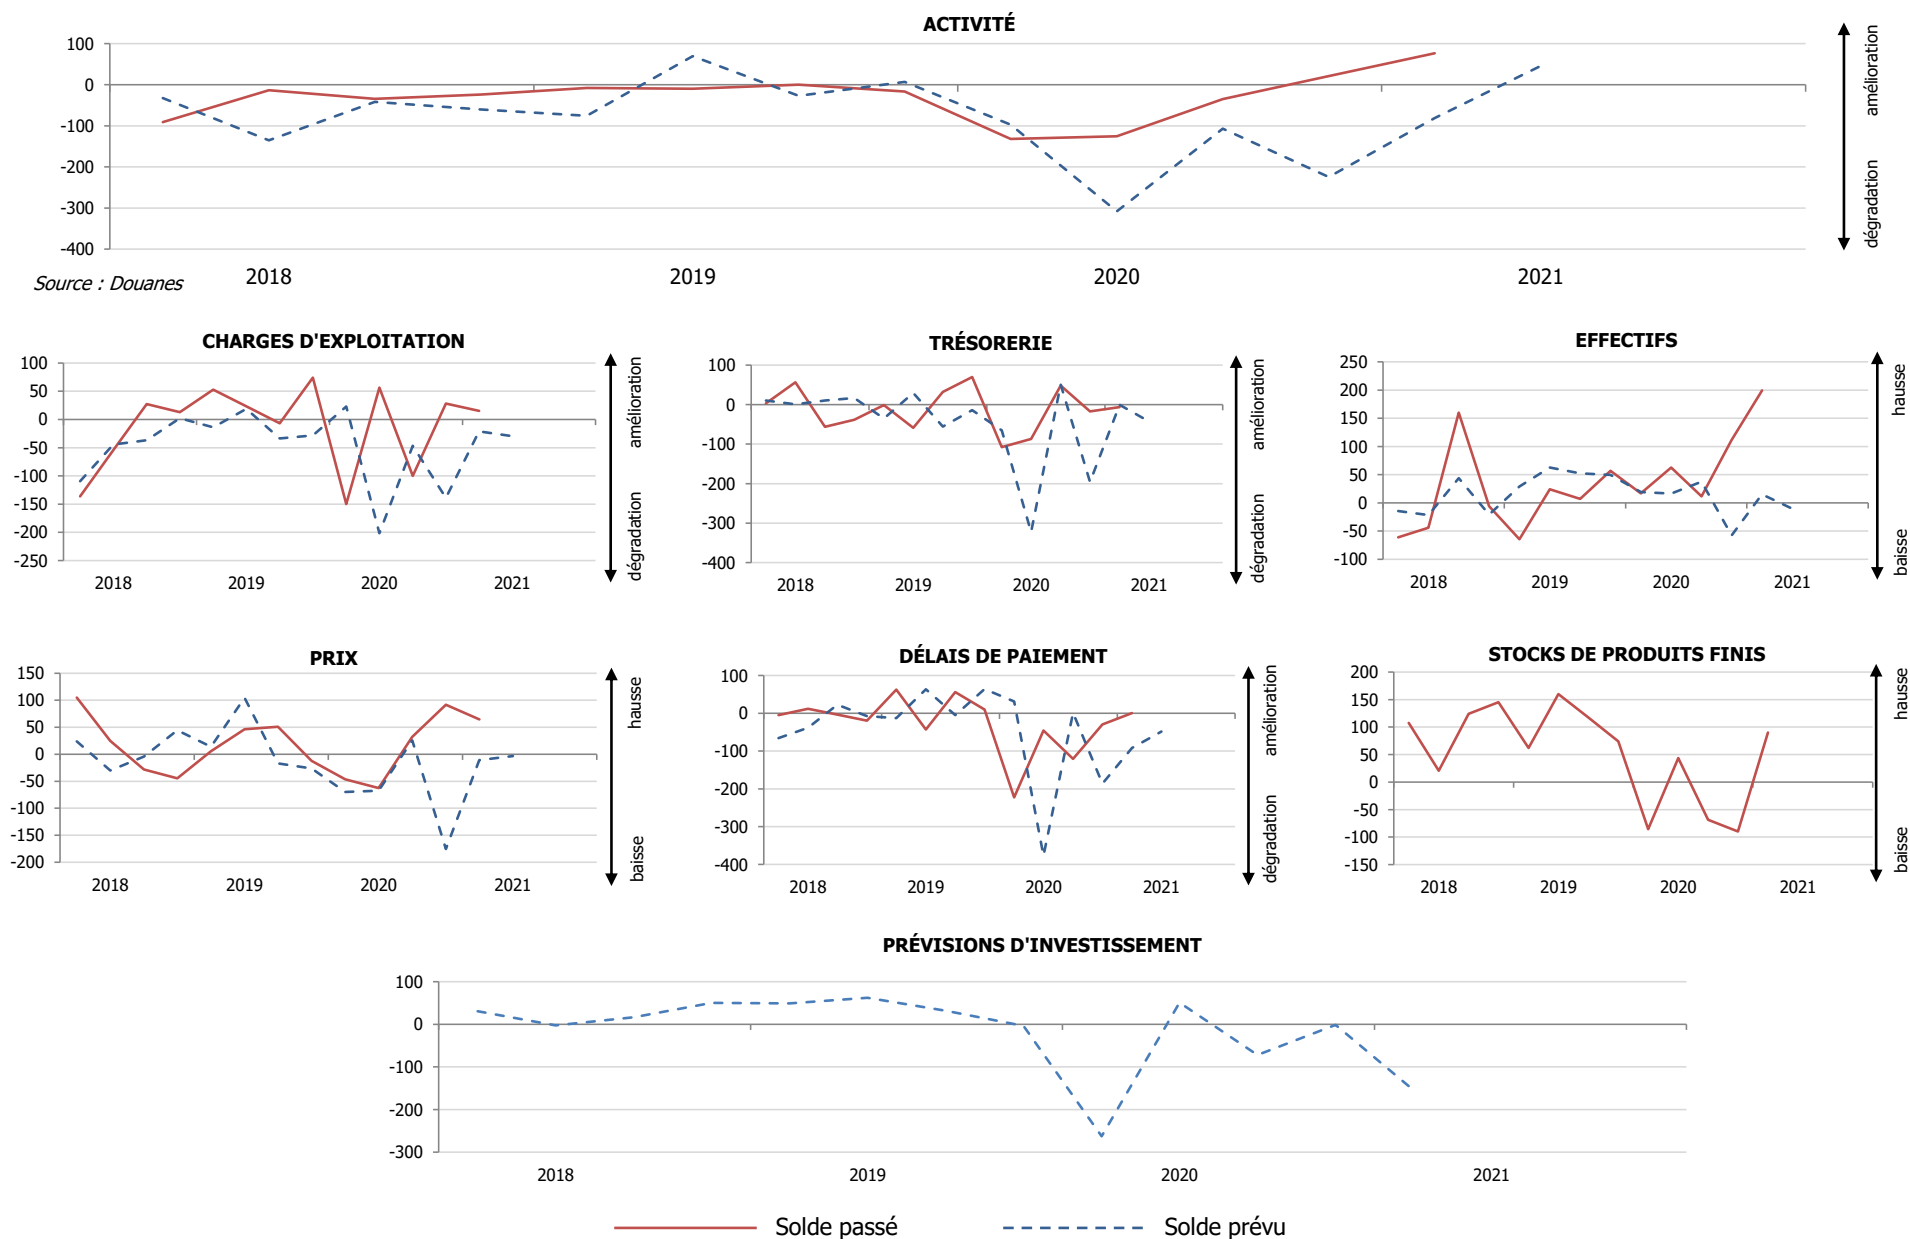 ACTIVITÉ
100
0
-100
-200
-300
-400
2018 2019 2020 2021
amélioration
dégradation
Source : Douanes
CHARGES D'EXPLOITATION
100
50
0
-50
-100
-150
-200
-250
2018 2019 2020 2021
amélioration
dégradation
TRÉSORERIE
100
0
-100
-200
-300
-400
2018 2019 2020 2021
amélioration
dégradation
EFFECTIFS
250
200
150
100
50
0
-50
-100
2018 2019 2020 2021
hausse
baisse
PRIX
150
100
50
0
-50
-100
-150
-200
2018 2019 2020 2021
hausse
baisse
DÉLAIS DE PAIEMENT
100
0
-100
-200
-300
-400
2018 2019 2020 2021
amélioration
dégradation
STOCKS DE PRODUITS FINIS
200
150
100
50
0
-50
-100
-150
2018 2019 2020 2021
hausse
baisse
PRÉVISIONS D'INVESTISSEMENT
100
0
-100
-200
-300
2018 2019 2020 2021
Solde passé Solde prévu